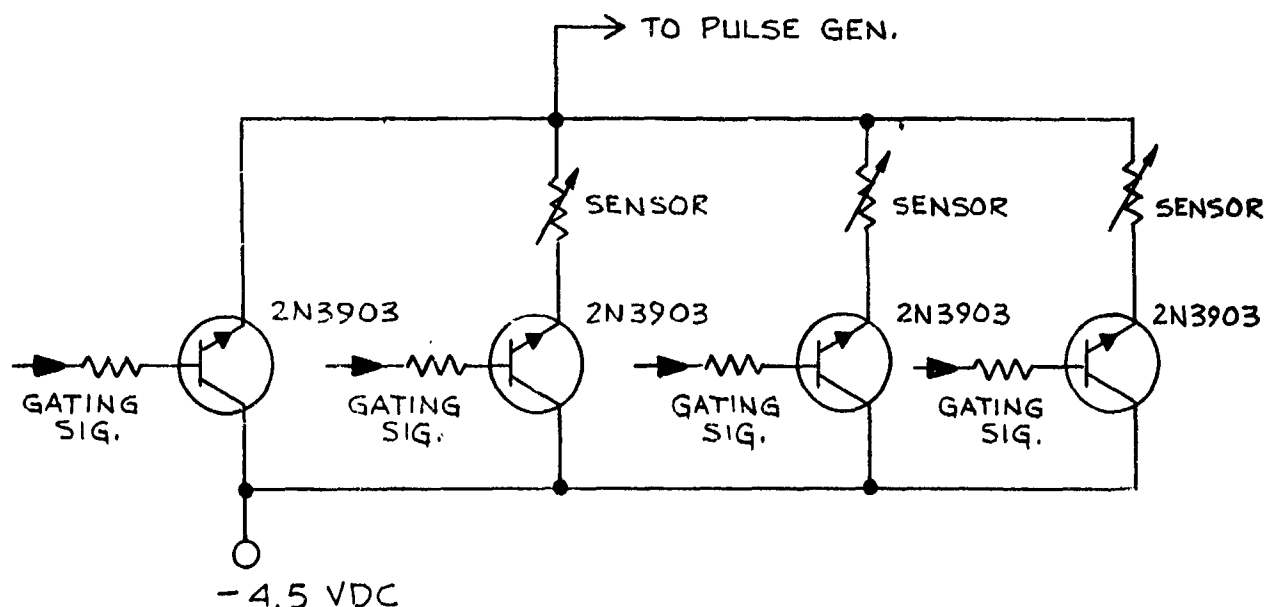 TO PULSE GEN.
SENSOR
SENSOR
SENSOR
2N3903
2N3903
2N3903
2N3903
GATING
SIG.
GATING
SIG.
GATING
SIG.
GATING
SIG.
-4.5 VDC